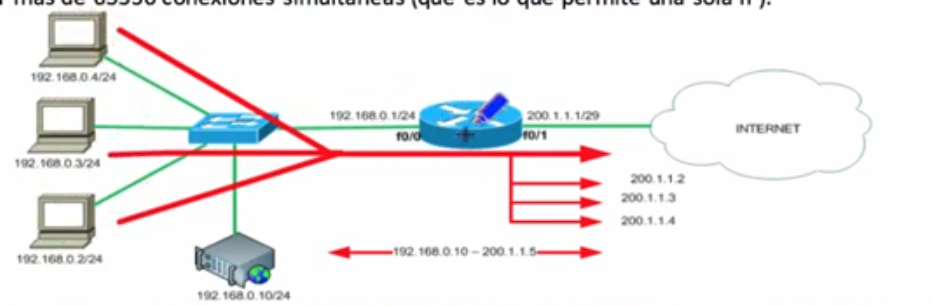 más de 65536 conexiones simultáneas (que es lo que permite una sola IP).
192.168.0.4/24
192.168.0.1/24
200.1.1.1/29
f0/0
f0/1
INTERNET
192.168.0.3/24
200.1.1.2
200.1.1.3
200.1.1.4
192.168.0.2/24
192.168.0.10 – 200.1.1.5
192.168.0.10/24